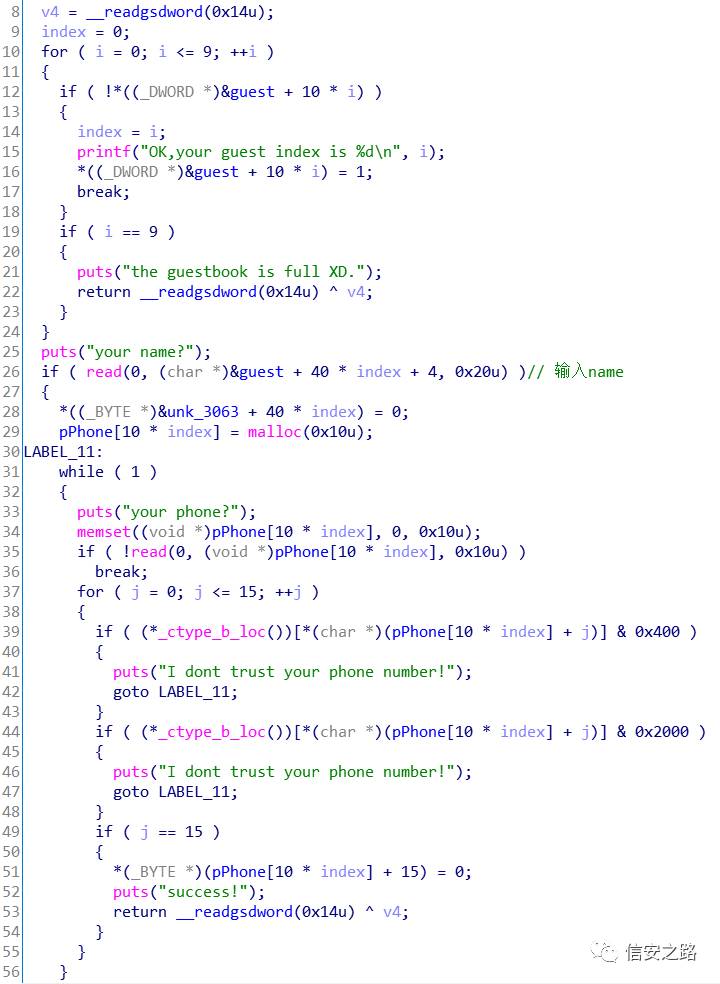 8 v4 = __readgsdword(0x14u);
9 index = 0;
10 for ( i = 0; i <= 9; ++i )
11 {
12 if ( !*((_DWORD *)&guest + 10 * i) )
13 {
14 index = i;
15 printf("OK,your guest index is %d\n", i);
16 *((_DWORD *)&guest + 10 * i) = 1;
17 break;
18 }
19 if ( i == 9 )
20 {
21 puts("the guestbook is full XD.");
22 return __readgsdword(0x14u) ^ v4;
23 }
24 }
25 puts("your name?");
26 if ( read(0, (char *)&guest + 40 * index + 4, 0x20u) )// 输入name
27 {
28 *((_BYTE *)&unk_3063 + 40 * index) = 0;
29 pPhone[10 * index] = malloc(0x10u);
30 LABEL_11:
31 while ( 1 )
32 {
33 puts("your phone?");
34 memset((void *)pPhone[10 * index], 0, 0x10u);
35 if ( !read(0, (void *)pPhone[10 * index], 0x10u) )
36 break;
37 for ( j = 0; j <= 15; ++j )
38 {
39 if ( (*_ctype_b_loc())[*(char *)(pPhone[10 * index] + j)] & 0x400 )
40 {
41 puts("I dont trust your phone number!");
42 goto LABEL_11;
43 }
44 if ( (*_ctype_b_loc())[*(char *)(pPhone[10 * index] + j)] & 0x2000 )
45 {
46 puts("I dont trust your phone number!");
47 goto LABEL_11;
48 }
49 if ( j == 15 )
50 {
51 *(_BYTE *)(pPhone[10 * index] + 15) = 0;
52 puts("success!");
53 return __readgsdword(0x14u) ^ v4;
54 }
55 }
56 }
信安之路